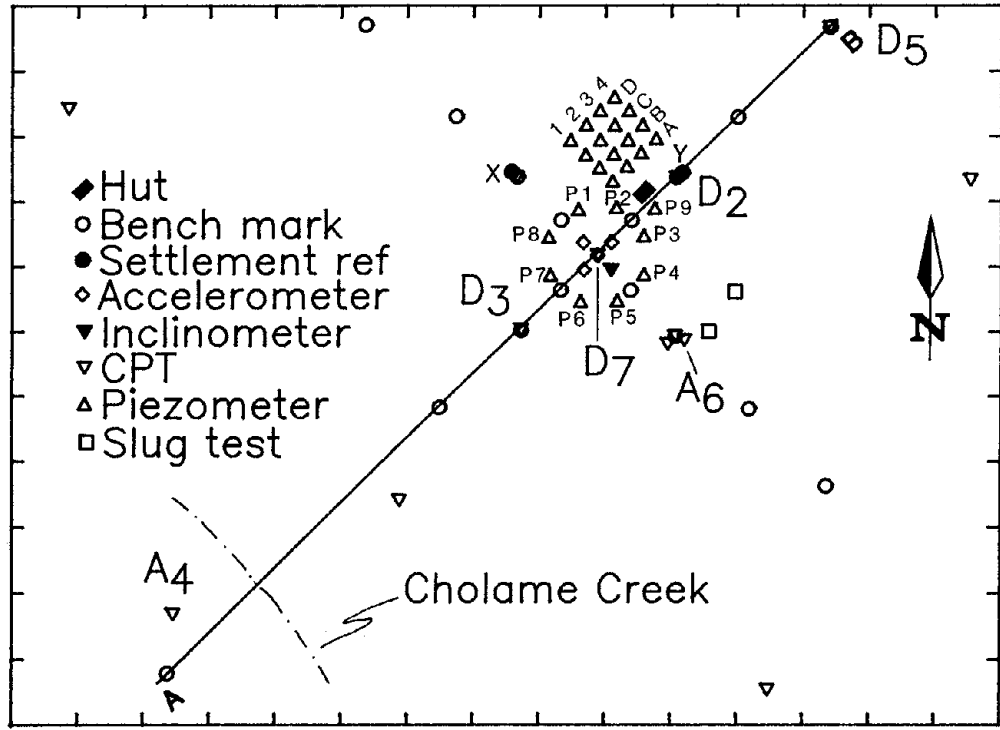 D5
4
3
2
1
D
C
B
A
Y
X
Hut
Bench mark
Settlement ref
Accelerometer
Inclinometer
CPT
Piezometer
Slug test
P1
P2
D2
P9
P8
P3
P7
P4
D3
P6
P5
N
D7
A6
A4
Cholame Creek
A